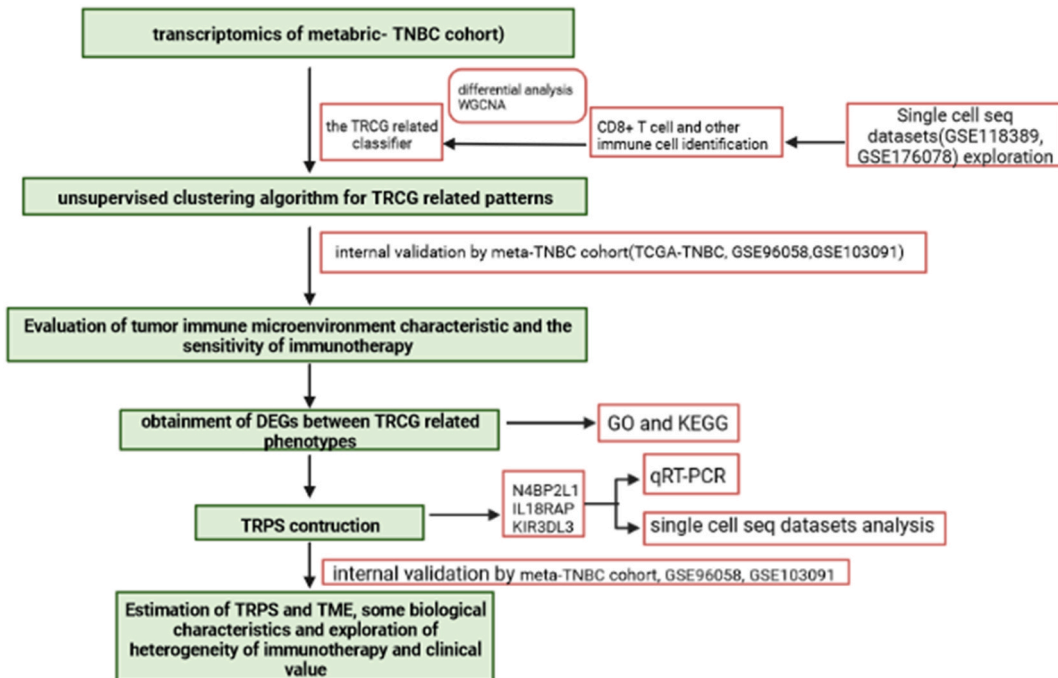 transcriptomics of metabric- TNBC cohort)
differential analysis
WGCNA
the TRCG related
classifier
CD8+ T cell and other
immune cell identification
Single cell seq
datasets(GSE118389,
GSE176078) exploration
unsupervised clustering algorithm for TRCG related patterns
internal validation by meta-TNBC cohort(TCGA-TNBC, GSE96058,GSE103091)
Evaluation of tumor immune microenvironment characteristic and the
sensitivity of immunotherapy
obtainment of DEGs between TRCG related
phenotypes
GO and KEGG
N4BP2L1
IL18RAP
KIR3DL3
qRT-PCR
TRPS contruction
single cell seq datasets analysis
internal validation by meta-TNBC cohort, GSE96058, GSE103091
Estimation of TRPS and TME, some biological
characteristics and exploration of
heterogeneity of immunotherapy and clinical
value